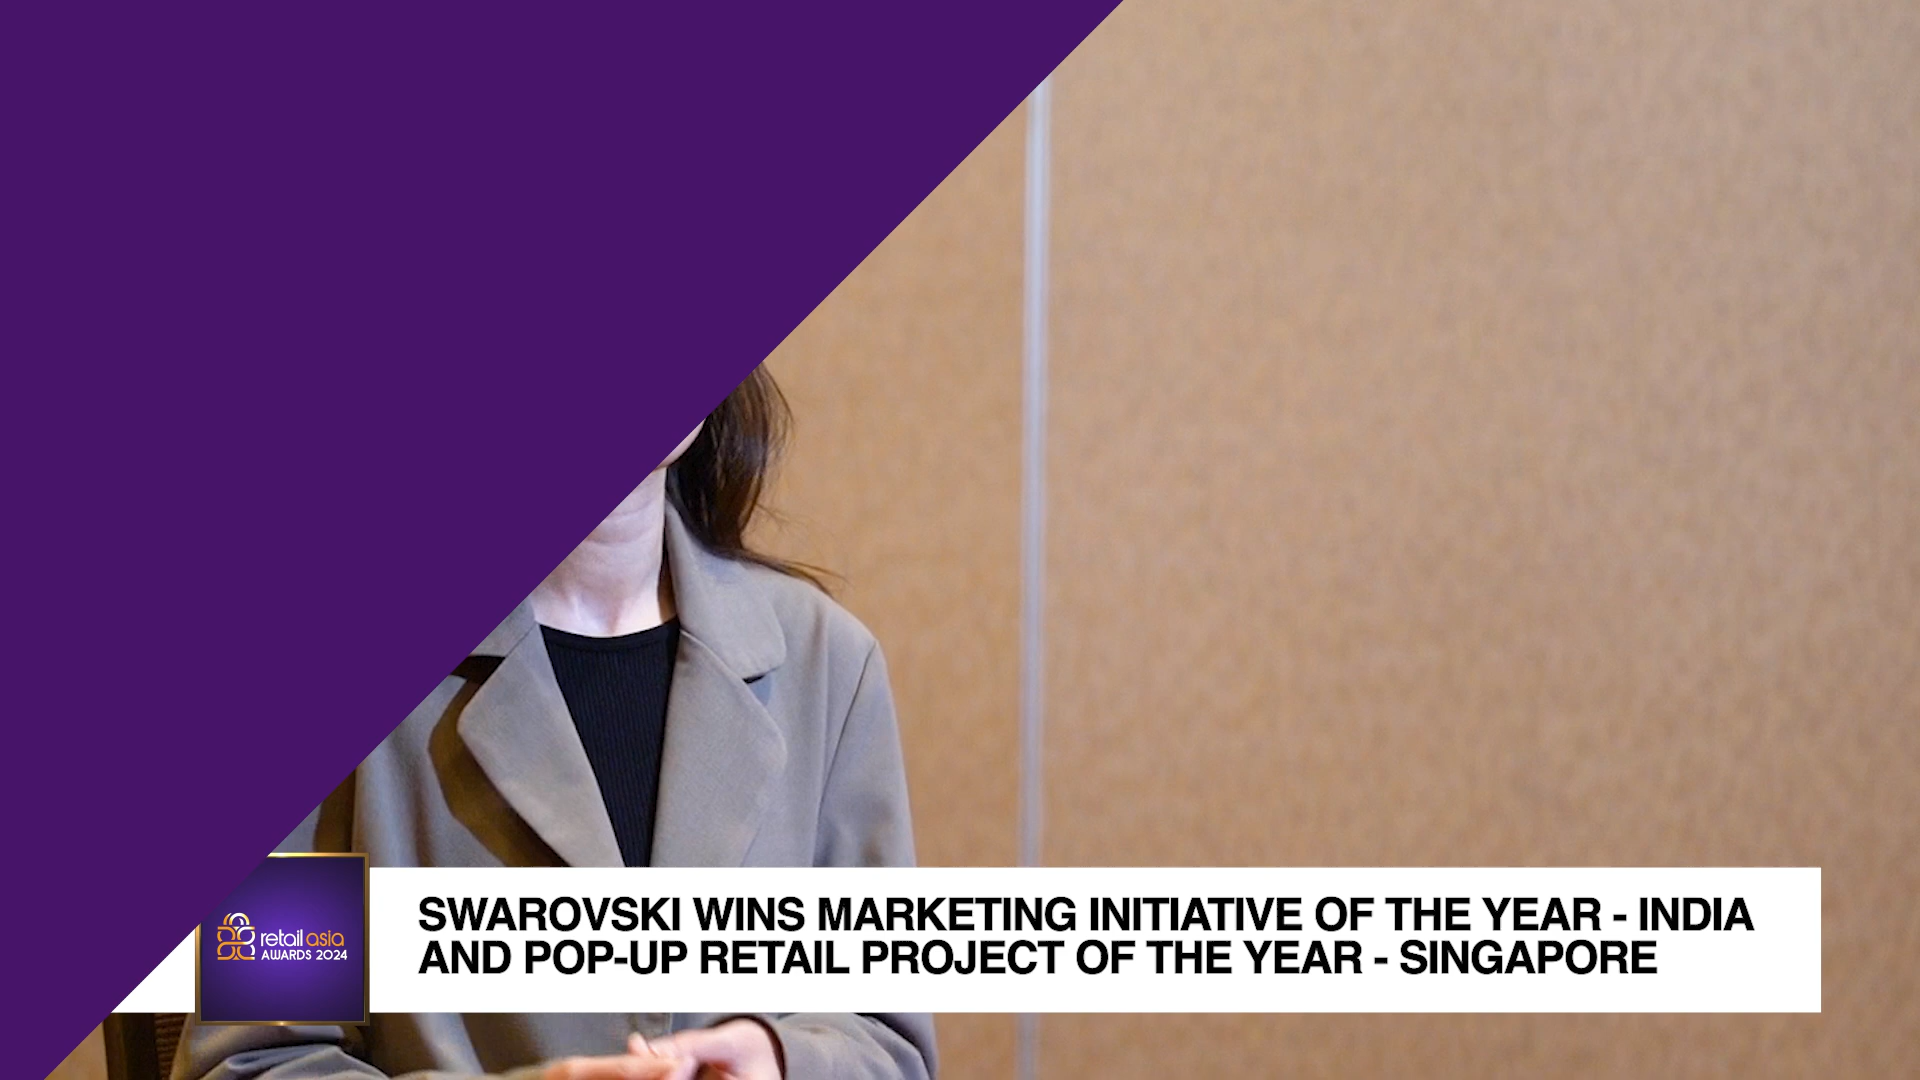 SWAROVSKI WINS MARKETING INITIATIVE OF THE YEAR - INDIA
AND POP-UP RETAIL PROJECT OF THE YEAR - SINGAPORE
retail asia
AWARDS 2024